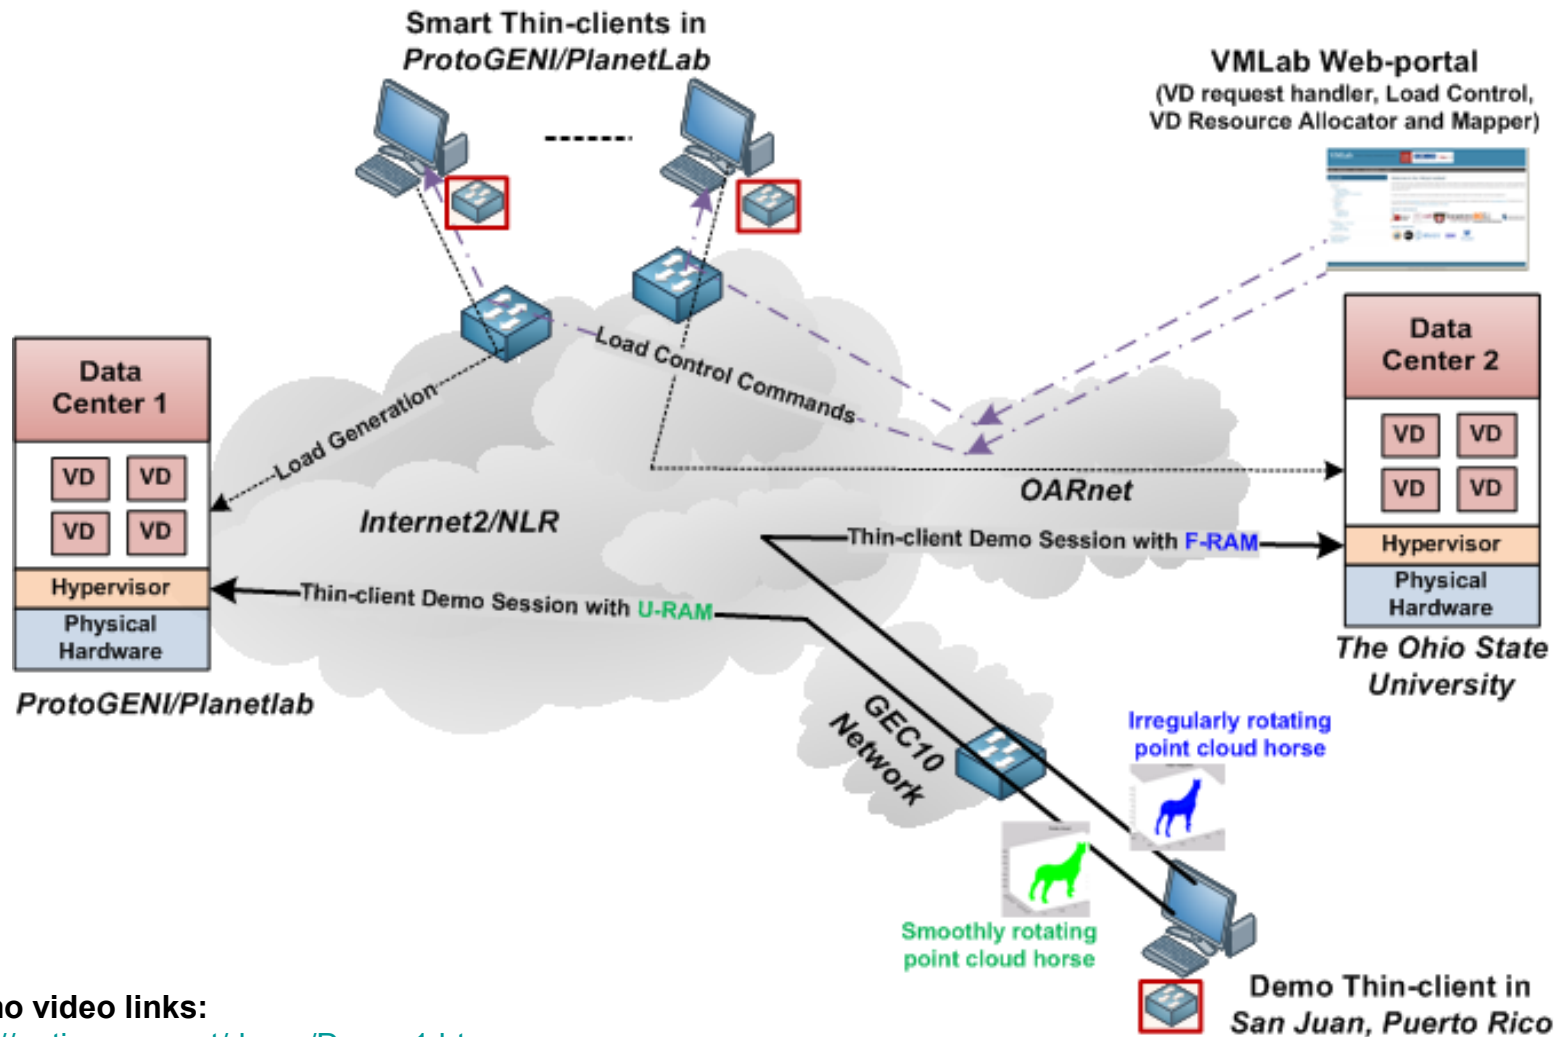 Smart Thin-clients in
ProtoGENI/PlanetLab
VMLab Web-portal
(VD request handler, Load Control,
VD Resource Allocator and Mapper)
Data
Center 1
VD VD
VD VD
Hypervisor
Physical
Hardware
ProtoGENI/Planetlab
Load Generation
Load Control Commands
Internet2/NLR
OARnet
Thin-client Demo Session with F-RAM
Thin-client Demo Session with U-RAM
Data
Center 2
VD VD
VD VD
Hypervisor
Physical
Hardware
The Ohio State
University
GEC10
Network
Irregularly rotating
point cloud horse
Smoothly rotating
point cloud horse
Demo Thin-client in
San Juan, Puerto Rico
video links: